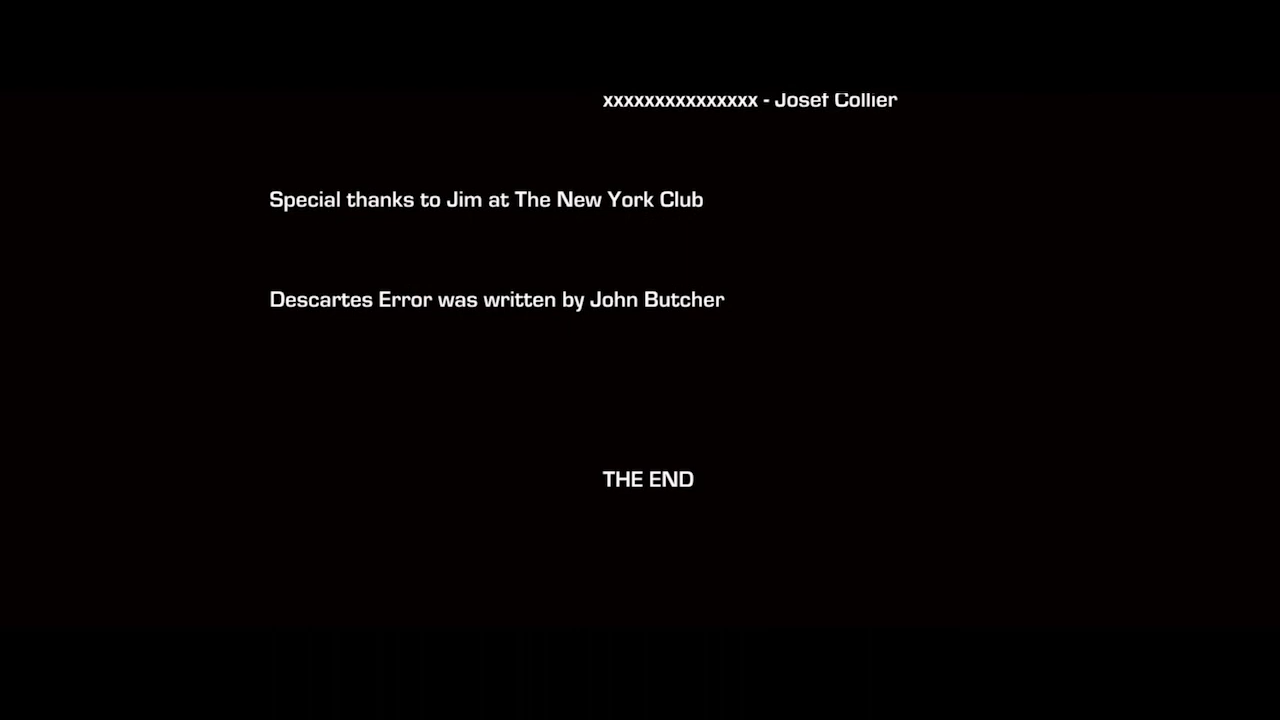 xxxxxxxxxxxxxxx - Josef Collier
Special thanks to Jim at The New York Club
Descartes Error was written by John Butcher
THE END